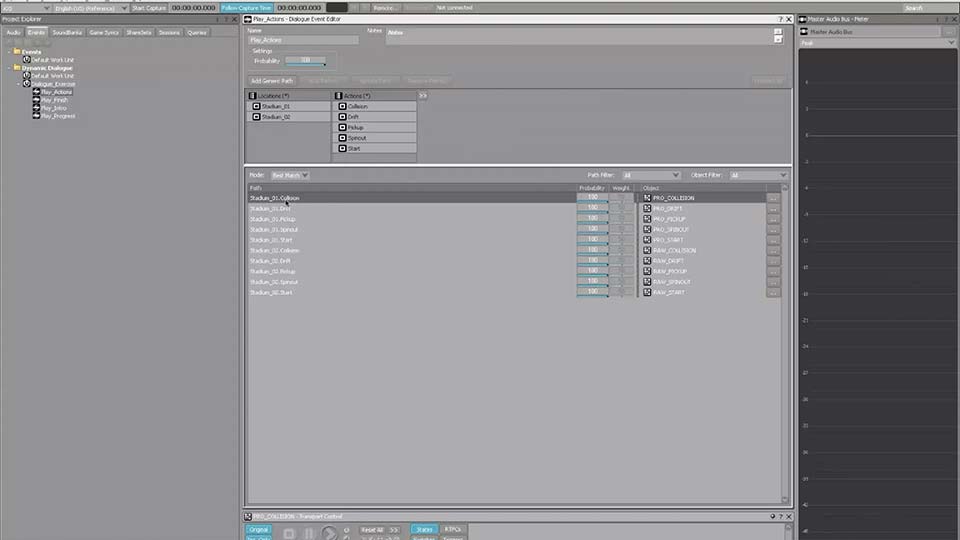 iOS English (US) (Reference) Start Capture 00:00:00.000 Follow Capture Time 00:00:00.000 Remote... Not connected Search
Project Explorer
Audio Events SoundBanks Game Syncs ShareSets Sessions Queries
Events
Default Work Unit
Dynamic Dialogue
Default Work Unit
Dialogue_Exercise
Play_Actions
Play_Finish
Play_Intro
Play_Progress
Play_Actions - Dialogue Event Editor
Name Notes Notes
Play_Actions
Settings
Probability 100
Add Generic Path
Locations (*) Actions (*) >>
Stadium_01 Collision
Stadium_02 Drift
Pickup
Spinout
Start
Mode: Best Match Path Filter: All Object Filter: All
Path Probability Weight Object
Stadium_01.Collision 100 PRO_COLLISION ...
Stadium_01.Drift 100 PRO_DRIFT ...
Stadium_01.Pickup 100 PRO_PICKUP ...
Stadium_01.Spinout 100 PRO_SPINOUT ...
Stadium_01.Start 100 PRO_START ...
Stadium_02.Collision 100 RAW_COLLISION ...
Stadium_02.Drift 100 RAW_DRIFT ...
Stadium_02.Pickup 100 RAW_PICKUP ...
Stadium_02.Spinout 100 RAW_SPINOUT ...
Stadium_02.Start 100 RAW_START ...
PRO_COLLISION - Transport Control
Original Reset All States RTPCs
Master Audio Bus - Meter
Master Audio Bus ...
Peak